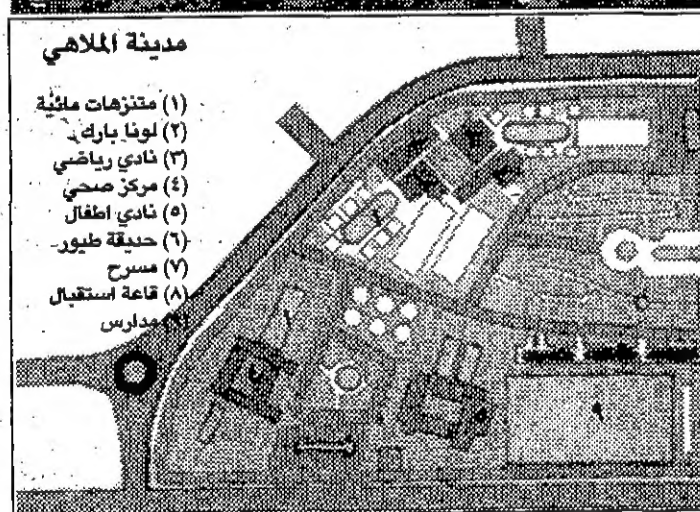 مدينة الملاهي
(١) متنزهات مائية
(٢) لونا بارك
(٣) نادي رياضي
(٤) مركز صحي
(٥) نادي اطفال
(٦) حديقة طيور
(٧) مسرح
(٨) قاعة استقبال
(٩) مدارس